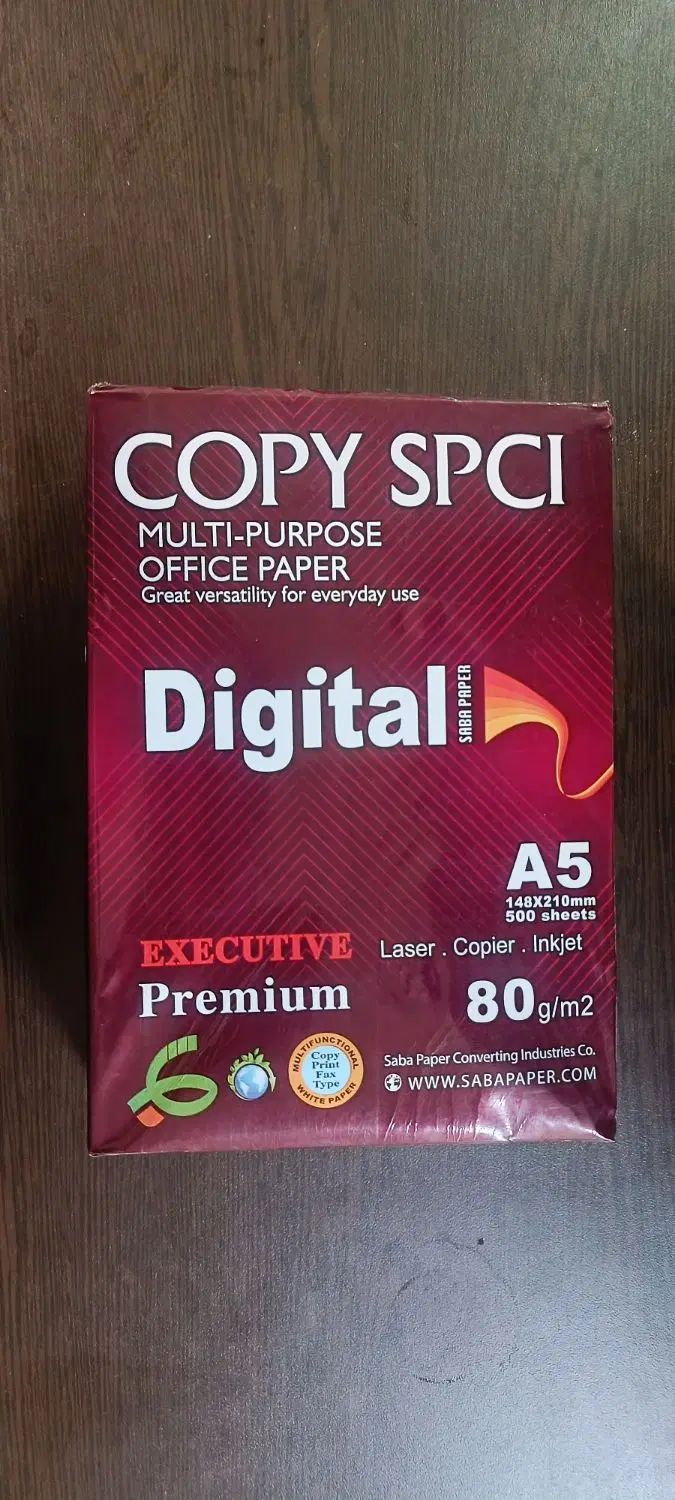 COPY SPCI
MULTI-PURPOSE
OFFICE PAPER
Great versatility for everyday use
Digital
SABA PAPER
A5
148X210mm
500 sheets
EXECUTIVE
Laser . Copier . Inkjet
Premium
80g/m2
MULTIFUNCTIONAL
Copy
Print
Fax
Type
WHITE PAPER
Saba Paper Converting Industries Co.
WWW.SABAPAPER.COM